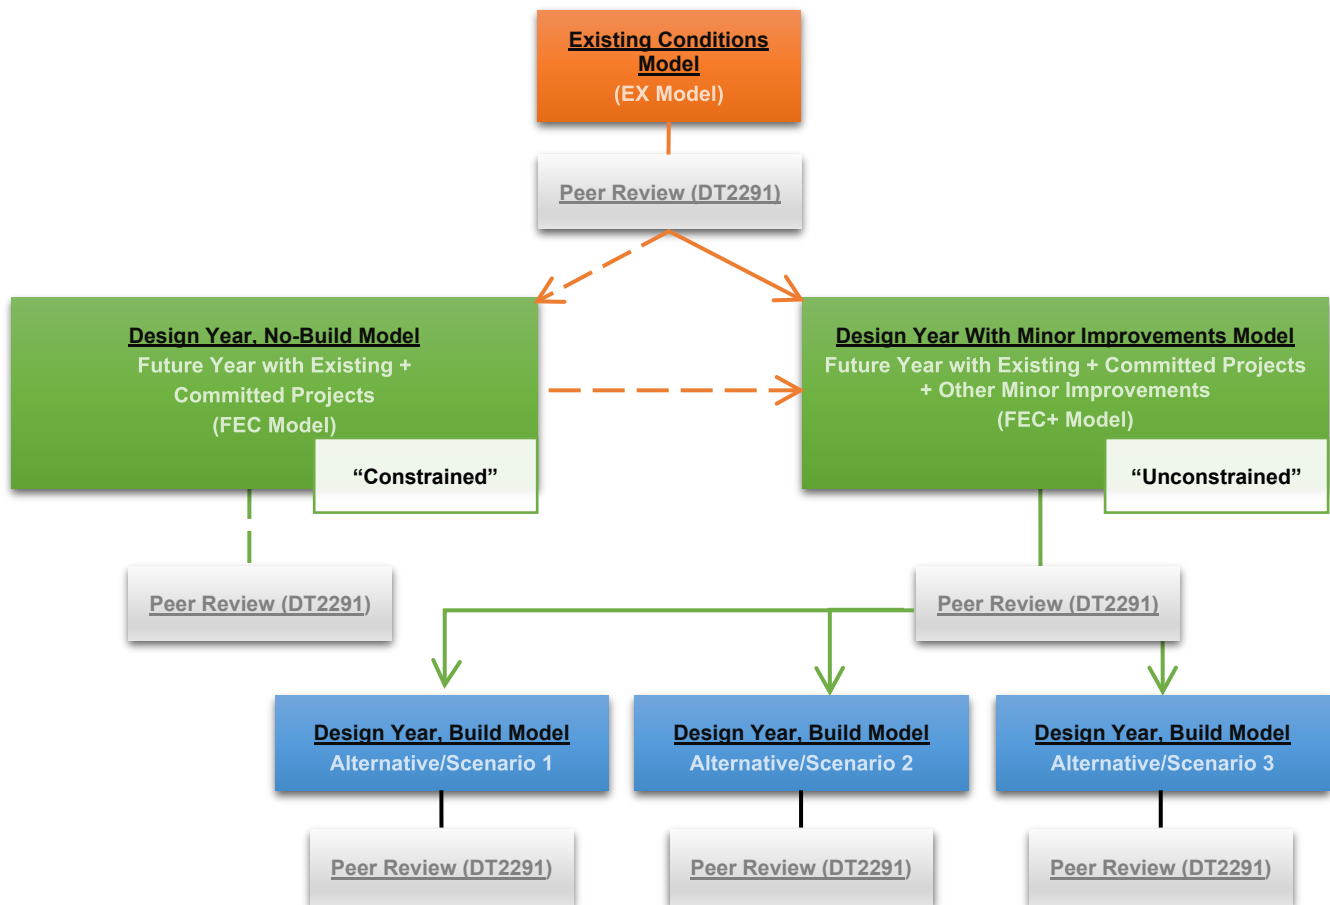 Existing Conditions
Model
(EX Model)
Peer Review (DT2291)
Design Year, No-Build Model
Future Year with Existing +
Committed Projects
(FEC Model)
“Constrained”
Design Year With Minor Improvements Model
Future Year with Existing + Committed Projects
+ Other Minor Improvements
(FEC+ Model)
“Unconstrained”
Peer Review (DT2291)
Peer Review (DT2291)
Design Year, Build Model
Alternative/Scenario 1
Design Year, Build Model
Alternative/Scenario 2
Design Year, Build Model
Alternative/Scenario 3
Peer Review (DT2291)
Peer Review (DT2291)
Peer Review (DT2291)